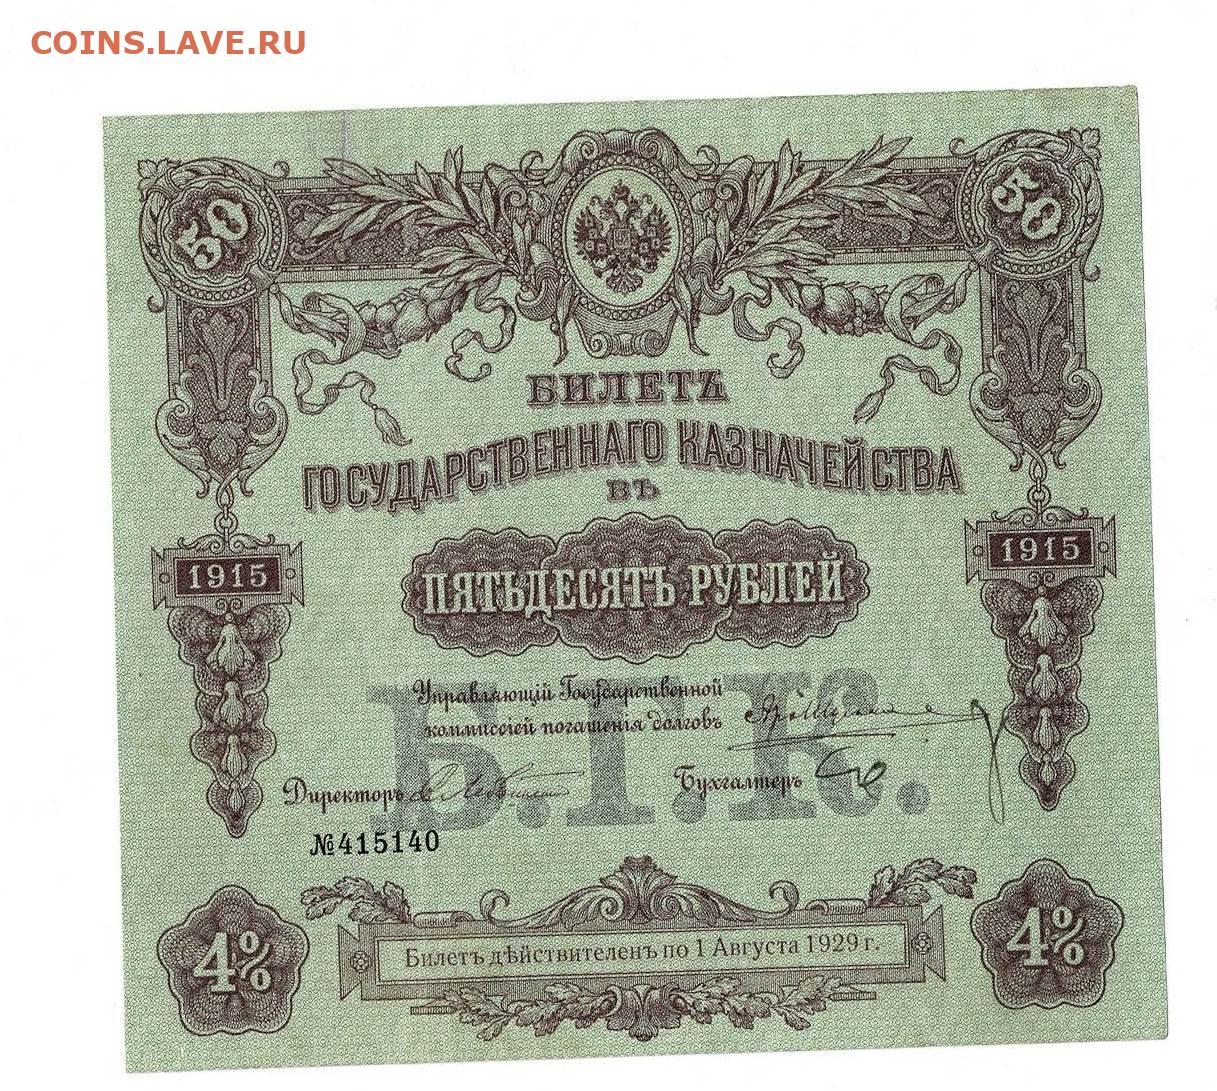 COINS.LAVE.RU
50 50
БИЛЕТЪ
ГОСУДАРСТВЕННАГО КАЗНАЧЕЙСТВА
ВЪ
1915 1915
ПЯТЬДЕСЯТЪ РУБЛЕЙ
Управляющій Государственной
коммиссіей погашенія долговъ
Директоръ Бухгалтеръ
Б.Г.К.
№415140
4% 4%
Билетъ дѣйствителенъ по 1 Августа 1929 г.